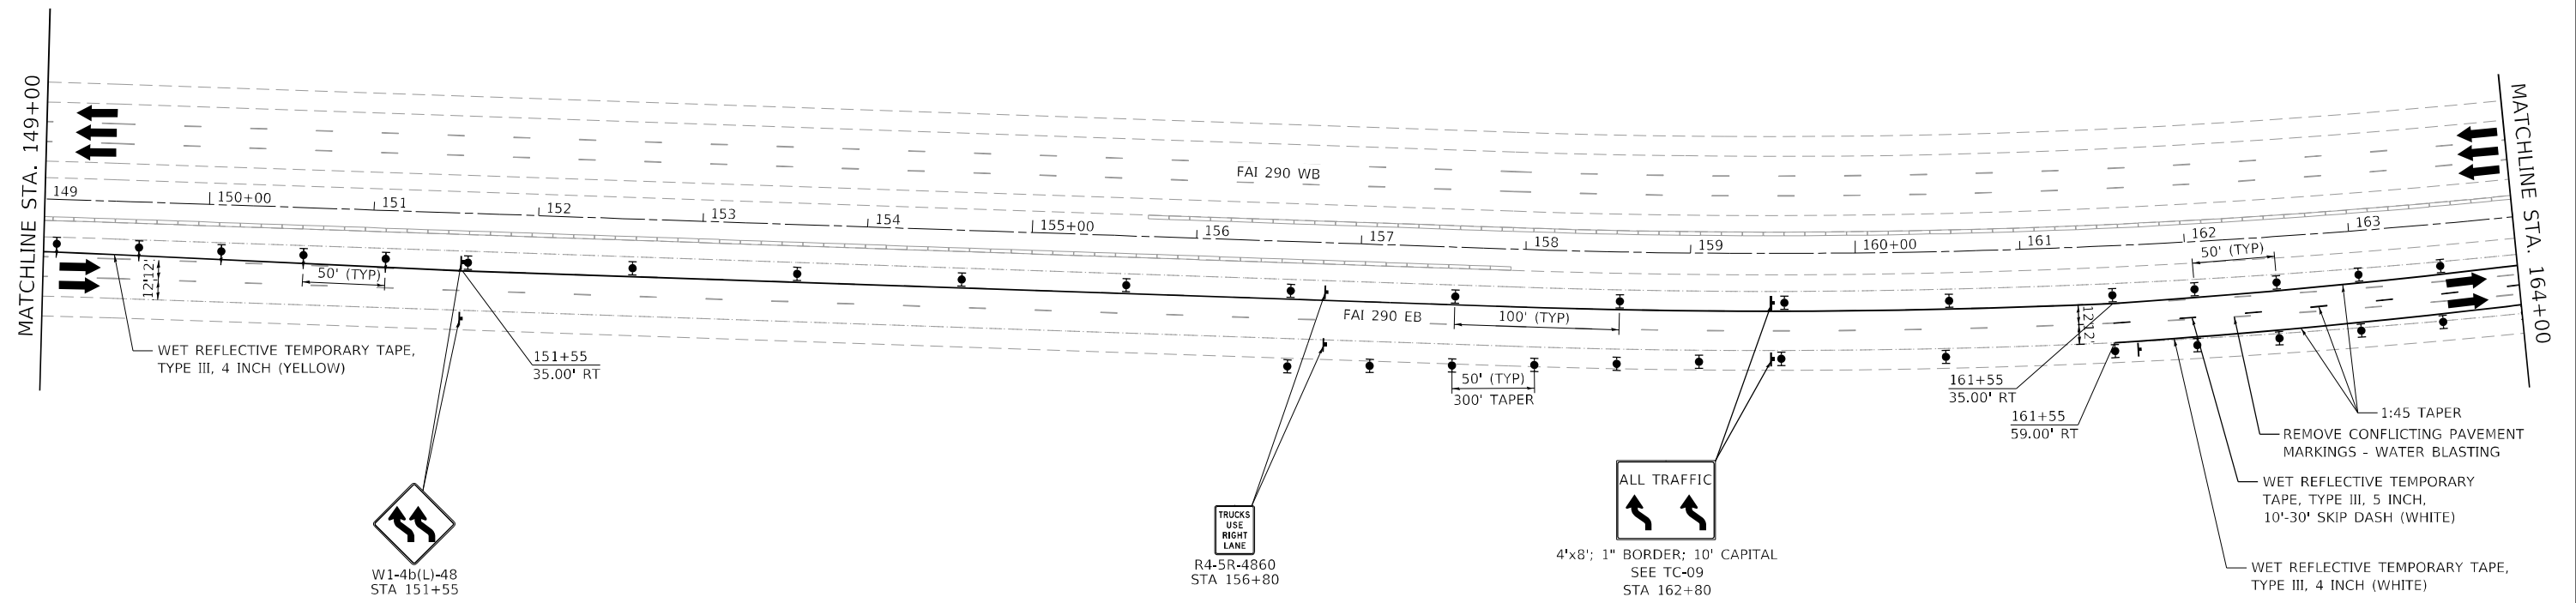 MATCHLINE STA. 149+00
149
150+00
151
152
153
154
155+00
156
157
158
159
160+00
161
162
163
MATCHLINE STA. 164+00
FAI 290 WB
FAI 290 EB
12'
12'
50' (TYP)
100' (TYP)
50' (TYP)
12'
12'
WET REFLECTIVE TEMPORARY TAPE,
TYPE III, 4 INCH (YELLOW)
151+55
35.00' RT
50' (TYP)
300' TAPER
161+55
35.00' RT
161+55
59.00' RT
1:45 TAPER
REMOVE CONFLICTING PAVEMENT
MARKINGS - WATER BLASTING
WET REFLECTIVE TEMPORARY
TAPE, TYPE III, 5 INCH,
10'-30' SKIP DASH (WHITE)
WET REFLECTIVE TEMPORARY TAPE,
TYPE III, 4 INCH (WHITE)
W1-4b(L)-48
STA 151+55
TRUCKS
USE
RIGHT
LANE
R4-5R-4860
STA 156+80
ALL TRAFFIC
4'x8'; 1" BORDER; 10' CAPITAL
SEE TC-09
STA 162+80